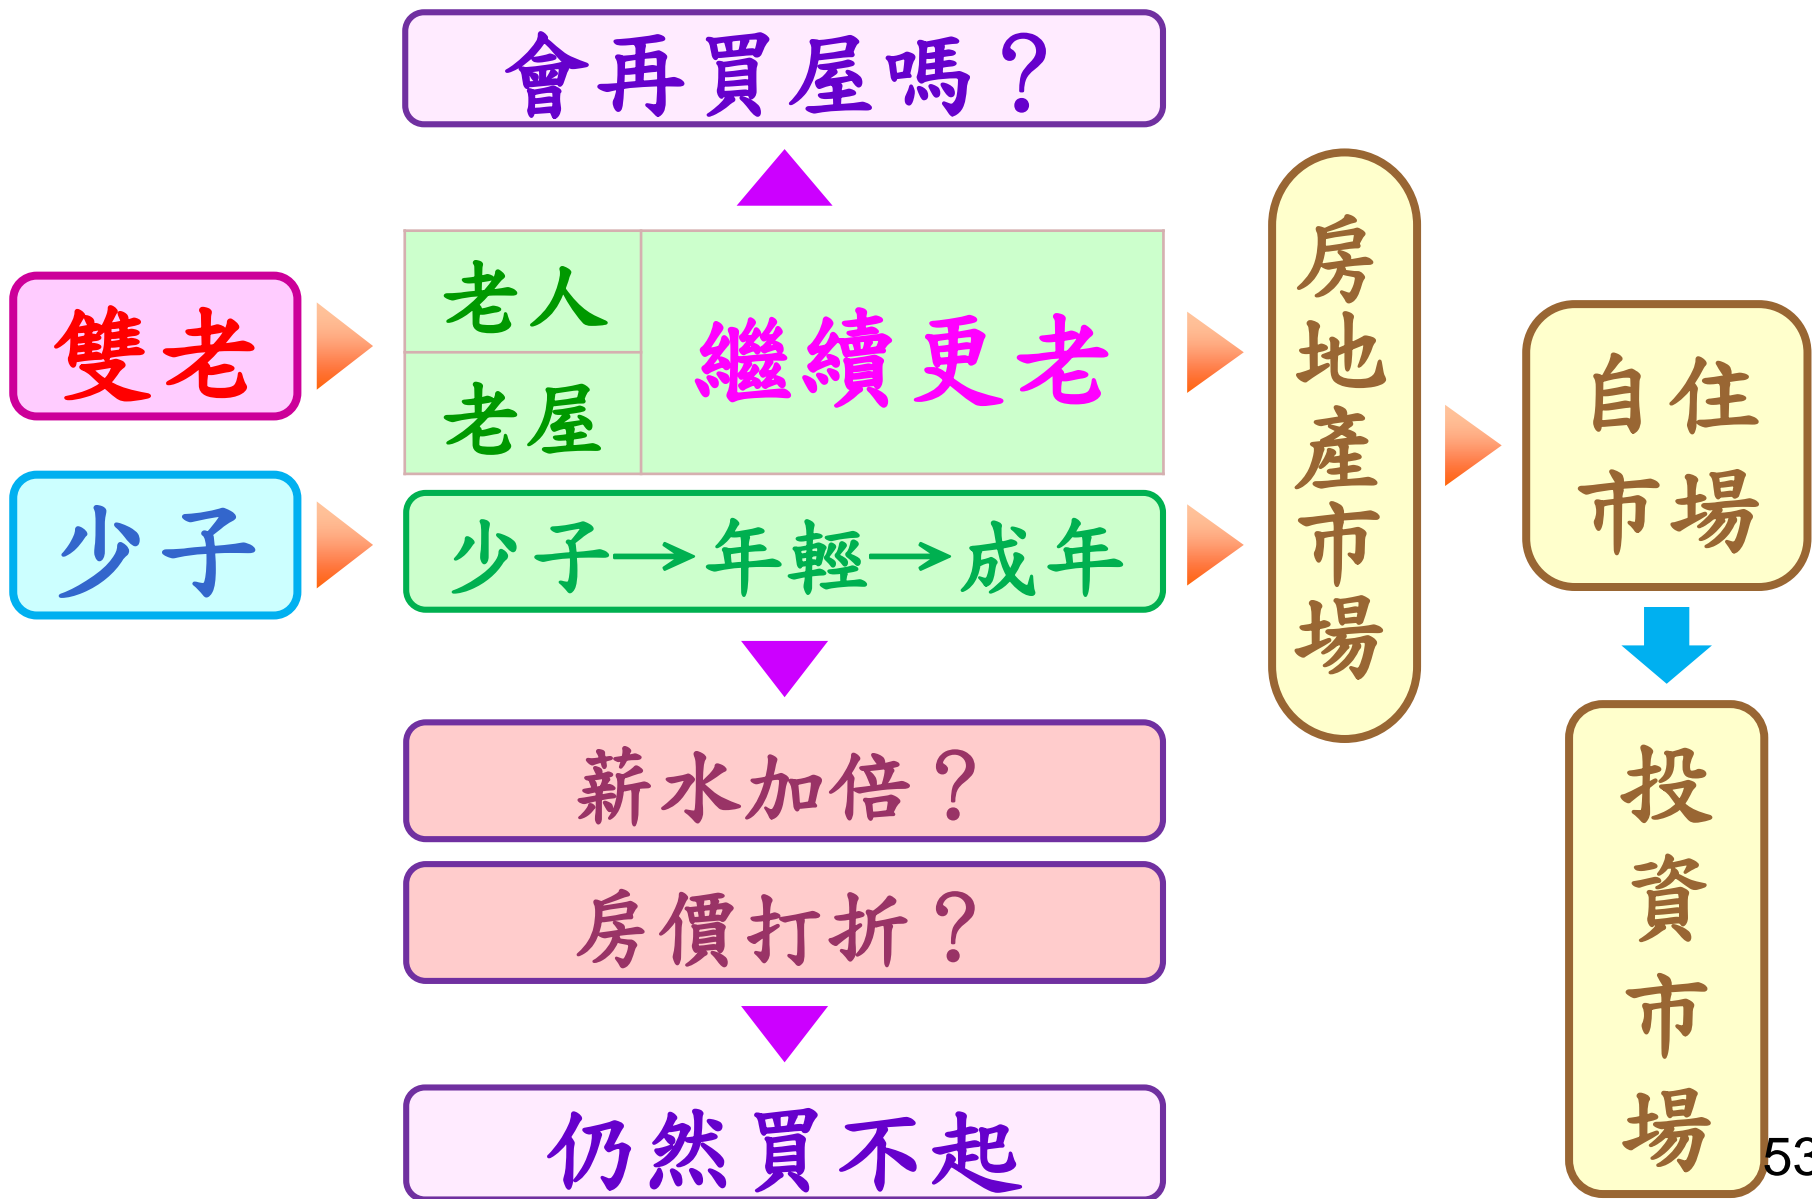 會再買屋嗎？
雙老
老人
老屋
繼續更老
少子
少子→年輕→成年
薪水加倍？
房價打折？
仍然買不起
房地產市場
自住
市場
投資市場
53